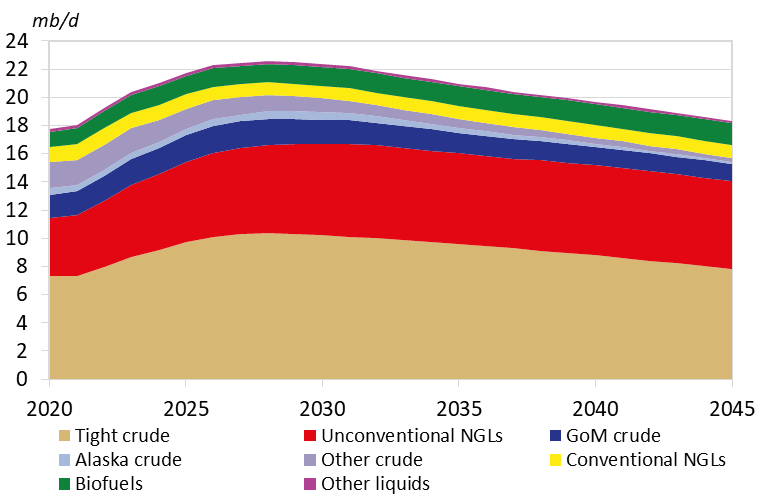 mb/d
24
22
20
18
16
14
12
10
8
6
4
2
0
2020 2025 2030 2035 2040 2045
Tight crude Unconventional NGLs GoM crude
Alaska crude Other crude Conventional NGLs
Biofuels Other liquids